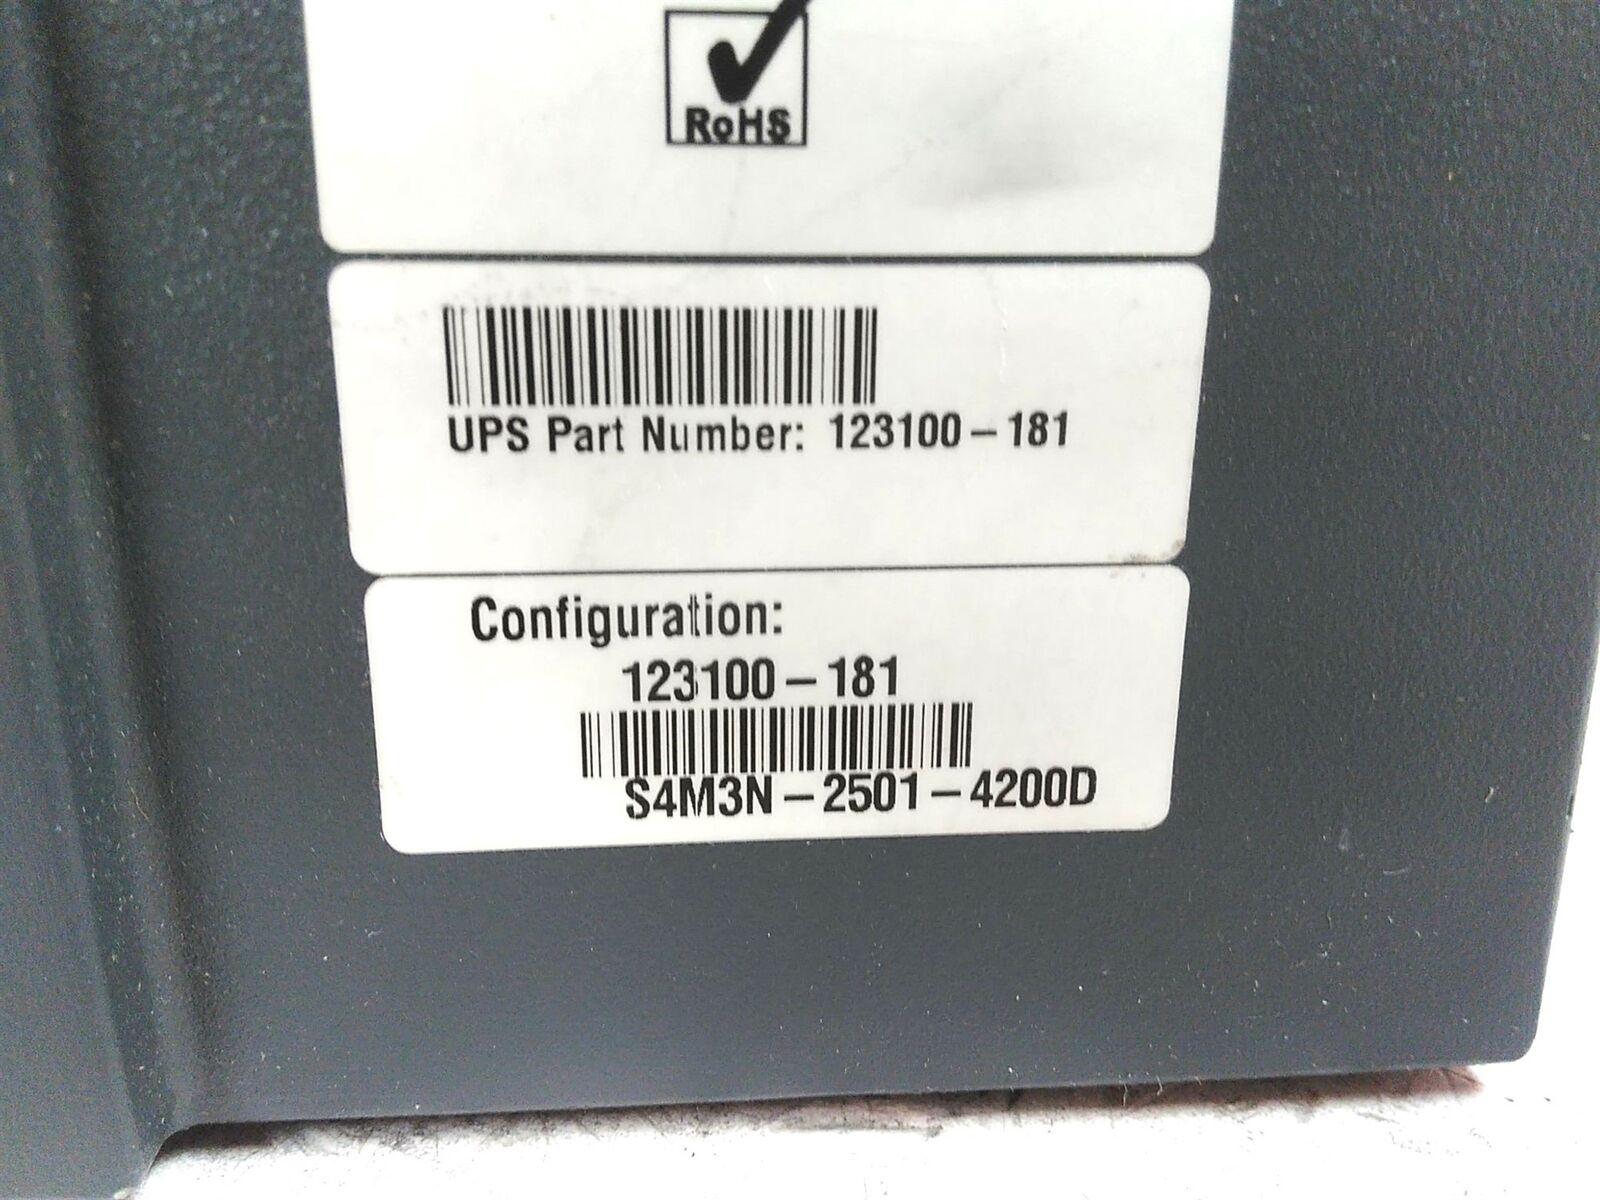 RoHS
UPS Part Number: 123100-181
Configuration:
123100-181
S4M3N-2501-4200D